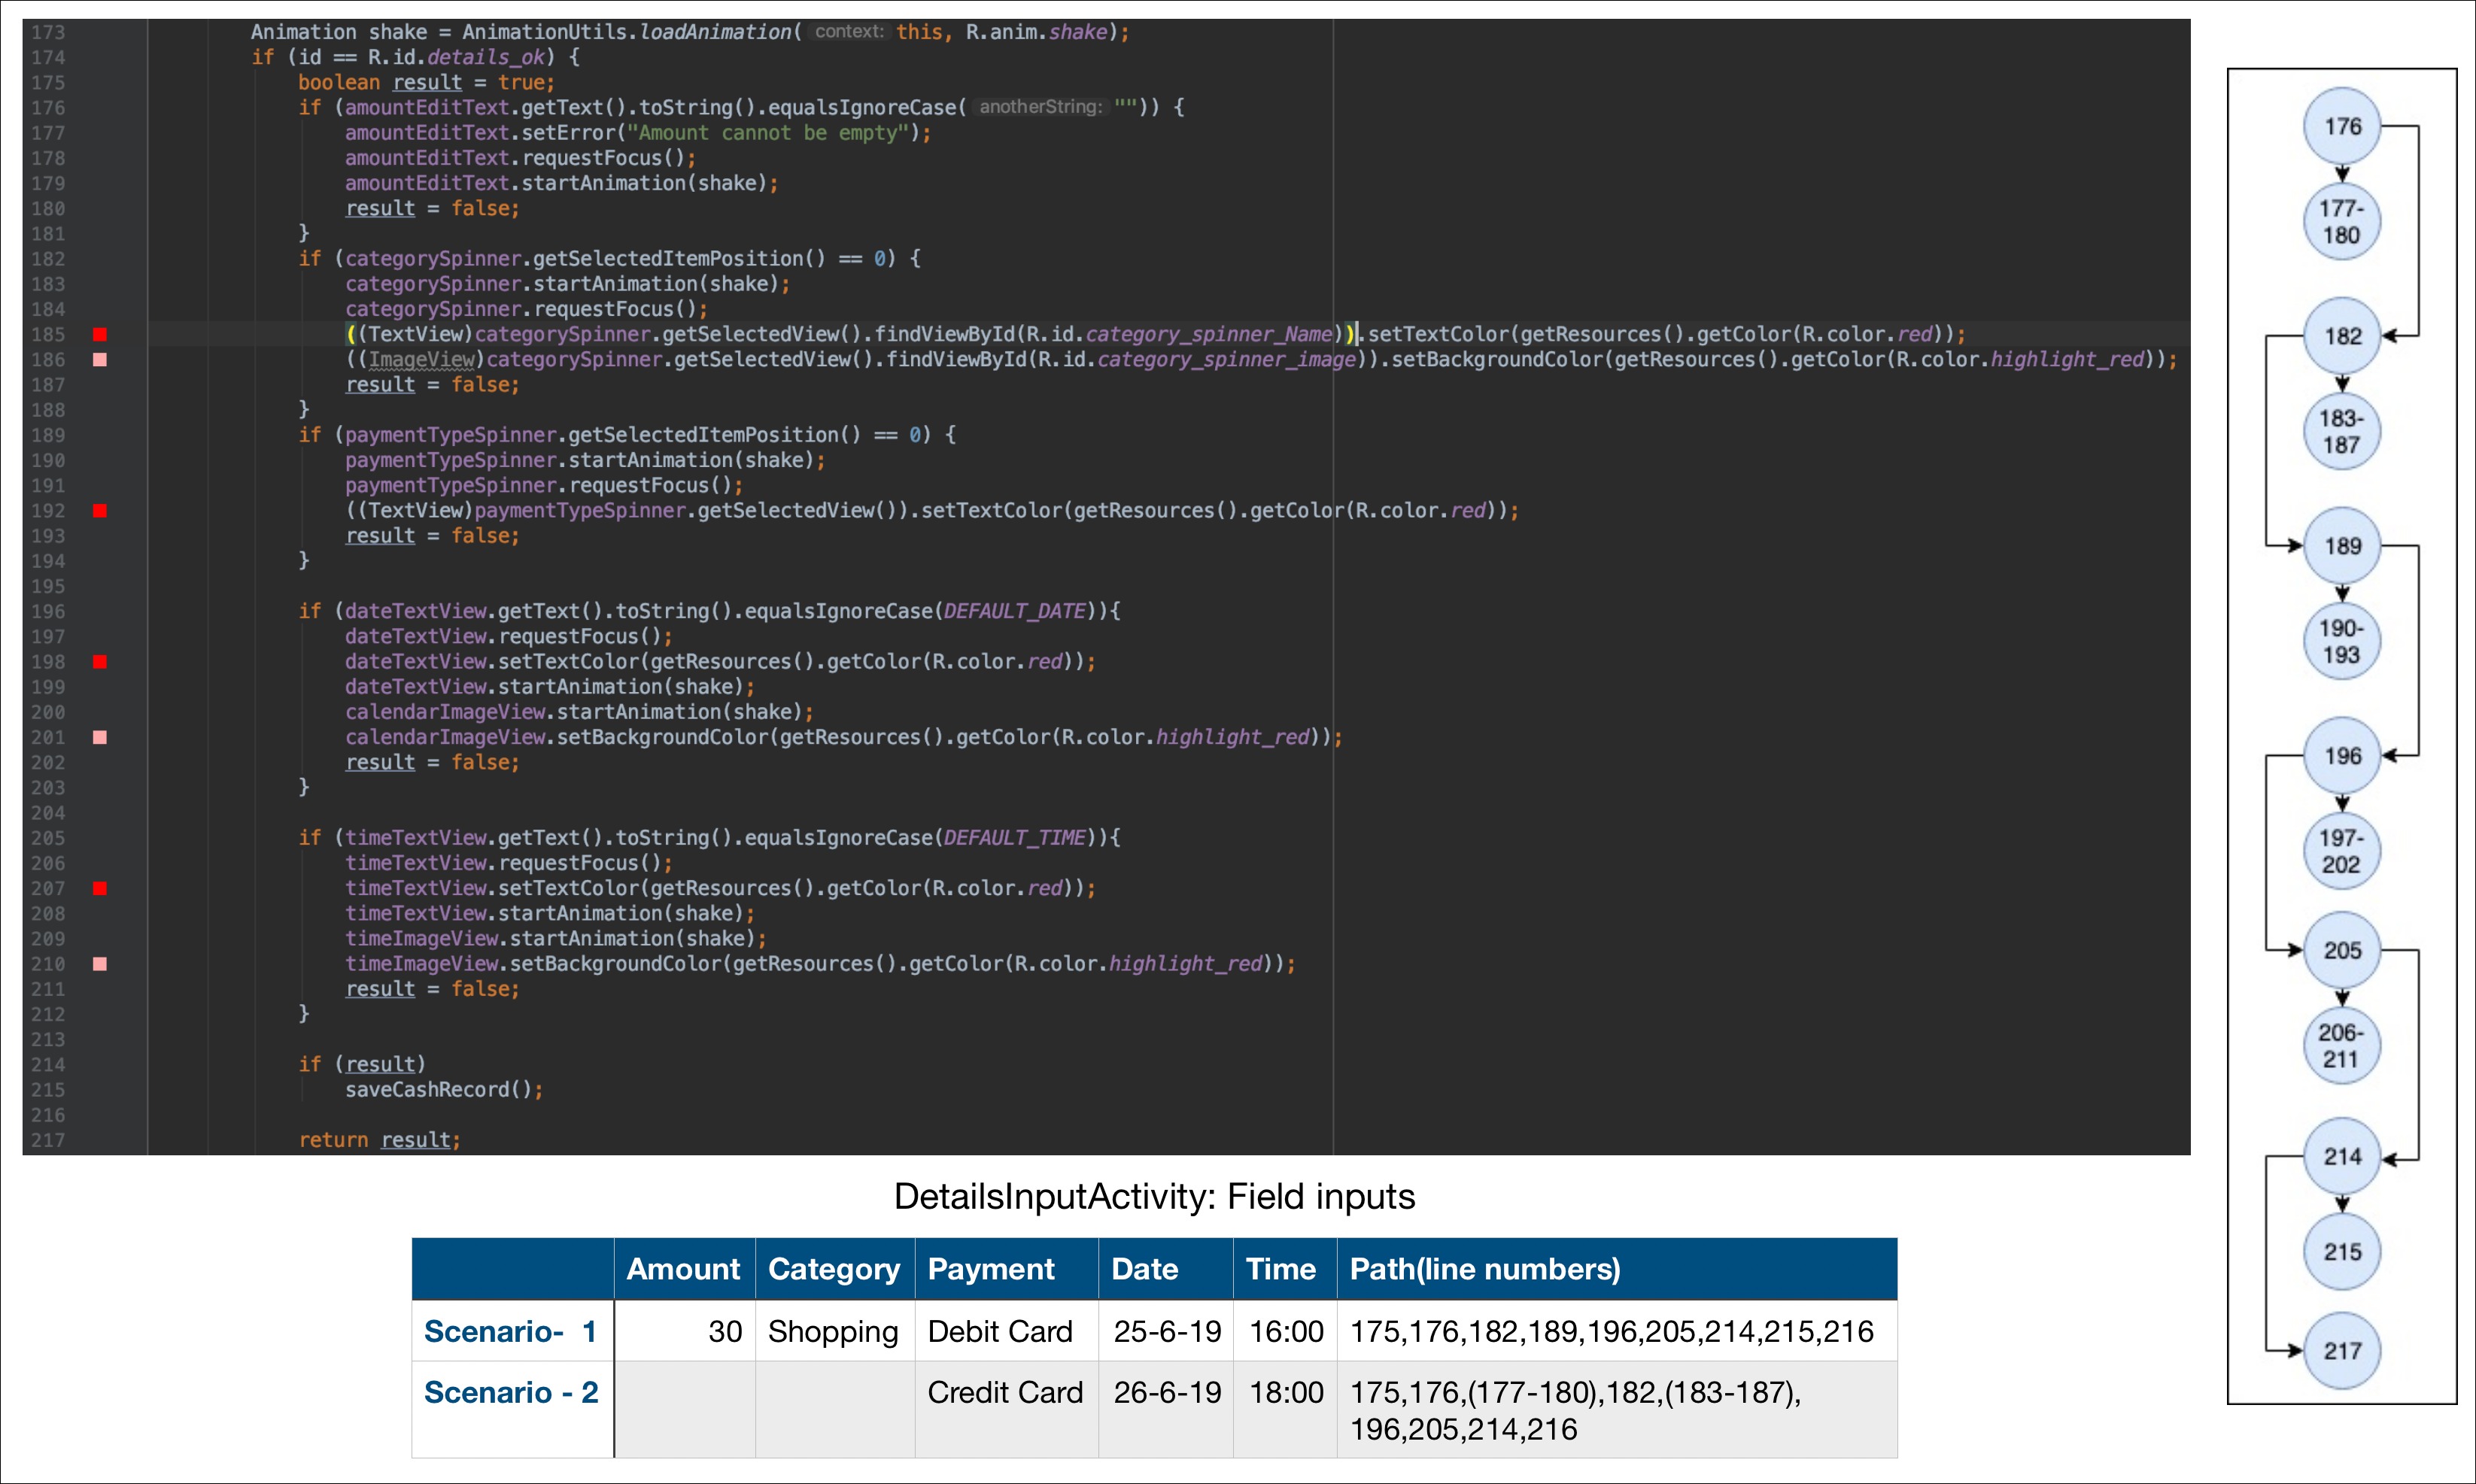 173 Animation shake = AnimationUtils.loadAnimation( context: this, R.anim.shake);
174 if (id == R.id.details_ok) {
175 boolean result = true;
176 if (amountEditText.getText().toString().equalsIgnoreCase( anotherString: "")) {
177 amountEditText.setError("Amount cannot be empty");
178 amountEditText.requestFocus();
179 amountEditText.startAnimation(shake);
180 result = false;
181 }
182 if (categorySpinner.getSelectedItemPosition() == 0) {
183 categorySpinner.startAnimation(shake);
184 categorySpinner.requestFocus();
185 ((TextView)categorySpinner.getSelectedView().findViewById(R.id.category_spinner_Name)).setTextColor(getResources().getColor(R.color.red));
186 ((ImageView)categorySpinner.getSelectedView().findViewById(R.id.category_spinner_image)).setBackgroundColor(getResources().getColor(R.color.highlight_red));
187 result = false;
188 }
189 if (paymentTypeSpinner.getSelectedItemPosition() == 0) {
190 paymentTypeSpinner.startAnimation(shake);
191 paymentTypeSpinner.requestFocus();
192 ((TextView)paymentTypeSpinner.getSelectedView()).setTextColor(getResources().getColor(R.color.red));
193 result = false;
194 }
195
196 if (dateTextView.getText().toString().equalsIgnoreCase(DEFAULT_DATE)){
197 dateTextView.requestFocus();
198 dateTextView.setTextColor(getResources().getColor(R.color.red));
199 dateTextView.startAnimation(shake);
200 calendarImageView.startAnimation(shake);
201 calendarImageView.setBackgroundColor(getResources().getColor(R.color.highlight_red));
202 result = false;
203 }
204
205 if (timeTextView.getText().toString().equalsIgnoreCase(DEFAULT_TIME)){
206 timeTextView.requestFocus();
207 timeTextView.setTextColor(getResources().getColor(R.color.red));
208 timeTextView.startAnimation(shake);
209 timeImageView.startAnimation(shake);
210 timeImageView.setBackgroundColor(getResources().getColor(R.color.highlight_red));
211 result = false;
212 }
213
214 if (result)
215 saveCashRecord();
216
217 return result;
176
177-
180
182
183-
187
189
190-
193
196
197-
202
205
206-
211
214
215
217
DetailsInputActivity: Field inputs
Amount Category Payment Date Time Path(line numbers)
Scenario- 1 30 Shopping Debit Card 25-6-19 16:00 175,176,182,189,196,205,214,215,216
Scenario - 2 Credit Card 26-6-19 18:00 175,176,(177-180),182,(183-187),
196,205,214,216